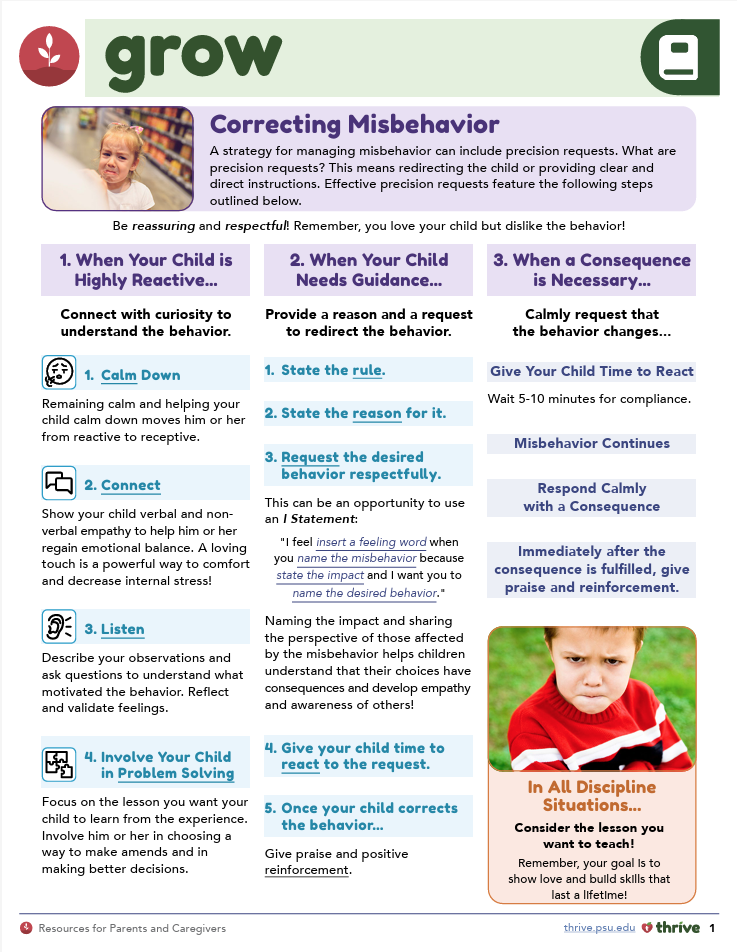 grow
Correcting Misbehavior
A strategy for managing misbehavior can include precision requests. What are
precision requests? This means redirecting the child or providing clear and
direct instructions. Effective precision requests feature the following steps
outlined below.
Be reassuring and respectful! Remember, you love your child but dislike the behavior!
1. When Your Child is
Highly Reactive...
Connect with curiosity to
understand the behavior.
1. Calm Down
Remaining calm and helping your
child calm down moves him or her
from reactive to receptive.
2. Connect
Show your child verbal and non-
verbal empathy to help him or her
regain emotional balance. A loving
touch is a powerful way to comfort
and decrease internal stress!
3. Listen
Describe your observations and
ask questions to understand what
motivated the behavior. Reflect
and validate feelings.
4. Involve Your Child
in Problem Solving
Focus on the lesson you want your
child to learn from the experience.
Involve him or her in choosing a
way to make amends and in
making better decisions.
2. When Your Child
Needs Guidance...
Provide a reason and a request
to redirect the behavior.
1. State the rule.
2. State the reason for it.
3. Request the desired
behavior respectfully.
This can be an opportunity to use
an I Statement:
"I feel insert a feeling word when
you name the misbehavior because
state the impact and I want you to
name the desired behavior."
Naming the impact and sharing
the perspective of those affected
by the misbehavior helps children
understand that their choices have
consequences and develop empathy
and awareness of others!
4. Give your child time to
react to the request.
5. Once your child corrects
the behavior...
Give praise and positive
reinforcement.
3. When a Consequence
is Necessary...
Calmly request that
the behavior changes...
Give Your Child Time to React
Wait 5-10 minutes for compliance.
Misbehavior Continues
Respond Calmly
with a Consequence
Immediately after the
consequence is fulfilled, give
praise and reinforcement.
In All Discipline
Situations...
Consider the lesson you
want to teach!
Remember, your goal is to
show love and build skills that
last a lifetime!
Resources for Parents and Caregivers
thrive.psu.edu thrive 1